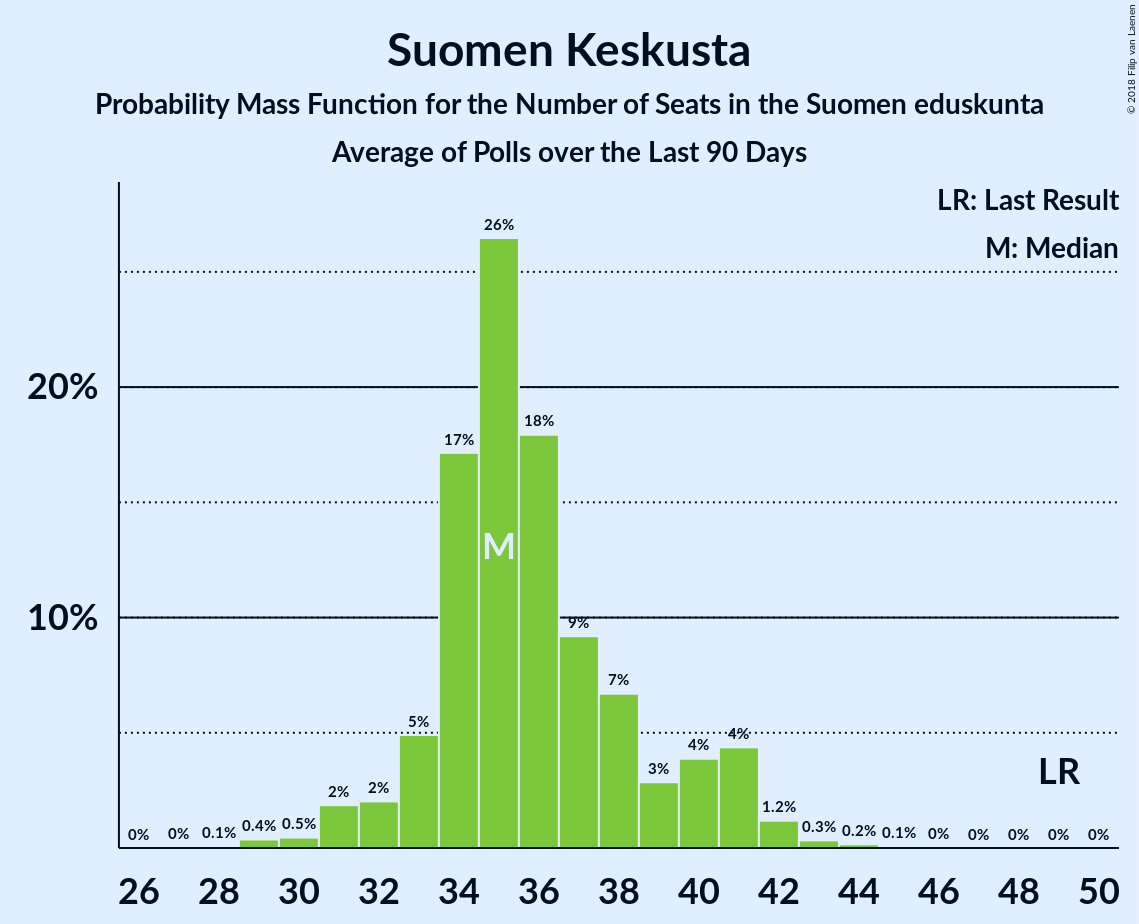 Suomen Keskusta
Probability Mass Function for the Number of Seats in the Suomen eduskunta
Average of Polls over the Last 90 Days
© 2018 Filip van Laenen
LR: Last Result
M: Median
20%
10%
0% 0% 0.1% 0.4% 0.5% 2% 2% 5% 17% 26% 18% 9% 7% 3% 4% 4% 1.2% 0.3% 0.2% 0.1% 0% 0% 0% 0% 0%
M
LR
26 28 30 32 34 36 38 40 42 44 46 48 50